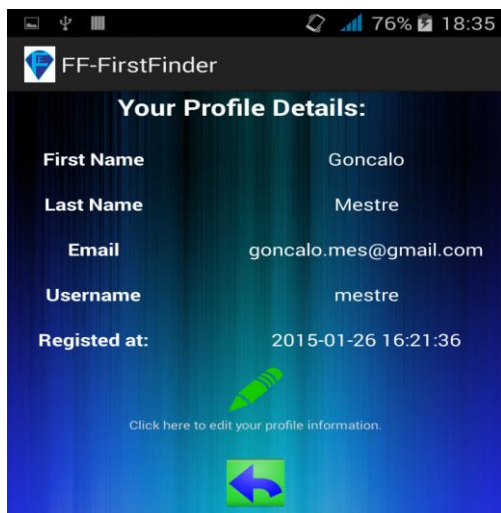 76% 18:35
FF-FirstFinder
Your Profile Details:
First Name Goncalo
Last Name Mestre
Email goncalo.mes@gmail.com
Username mestre
Registed at: 2015-01-26 16:21:36
Click here to edit your profile information.